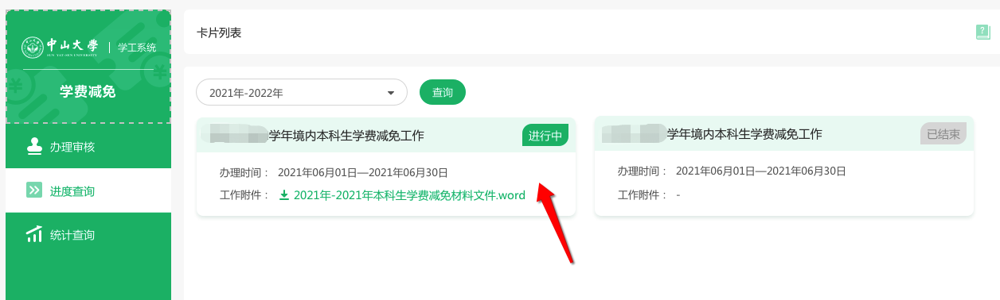 中山大學
SUN YAT-SEN UNIVERSITY
学工系统
学费减免
办理审核
进度查询
统计查询
卡片列表
?
2021年-2022年
查询
学年境内本科生学费减免工作
进行中
办理时间： 2021年06月01日—2021年06月30日
工作附件： 2021年-2021年本科生学费减免材料文件.word
学年境内本科生学费减免工作
已结束
办理时间： 2021年06月01日—2021年06月30日
工作附件： -